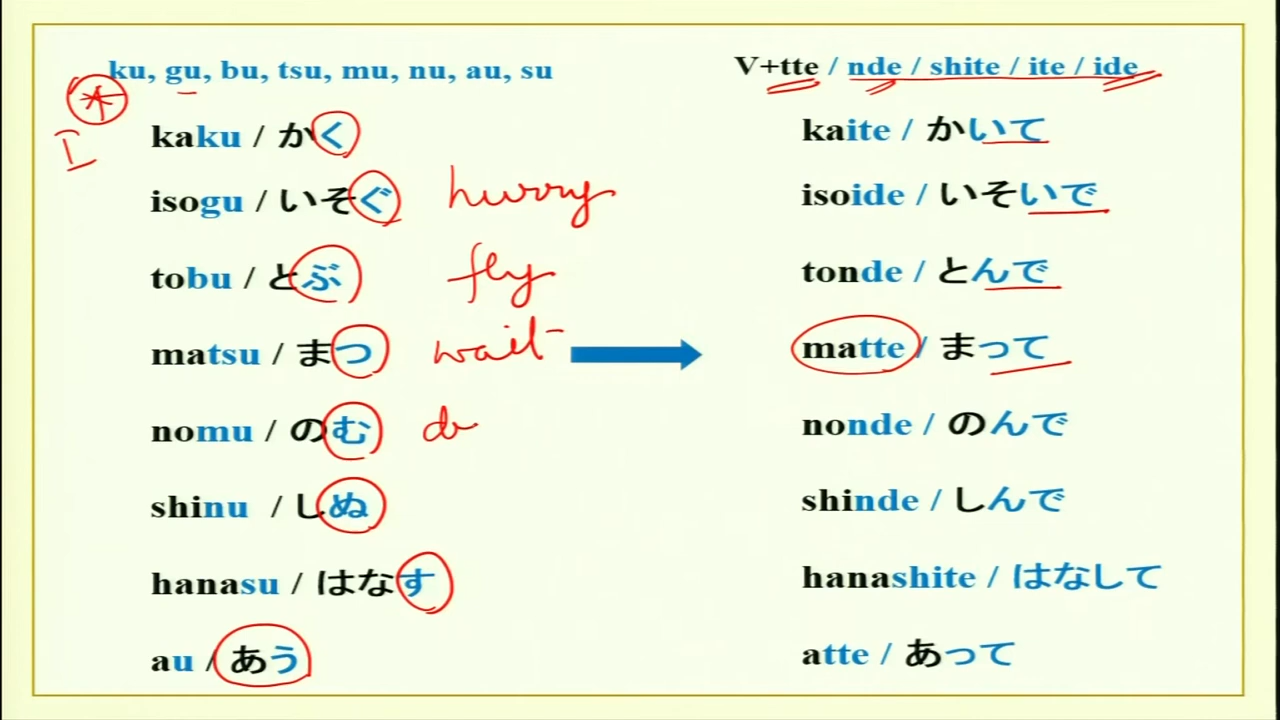 ku, gu, bu, tsu, mu, nu, au, su
V+tte / nde / shite / ite / ide
I
kaku / かく
kaite / かいて
isogu / いそぐ hurry
isoide / いそいで
tobu / とぶ fly
tonde / とんで
matsu / まつ wait
matte / まって
nomu / のむ
nonde / のんで
shinu / しぬ
shinde / しんで
hanasu / はなす
hanashite / はなして
au / あう
atte / あって